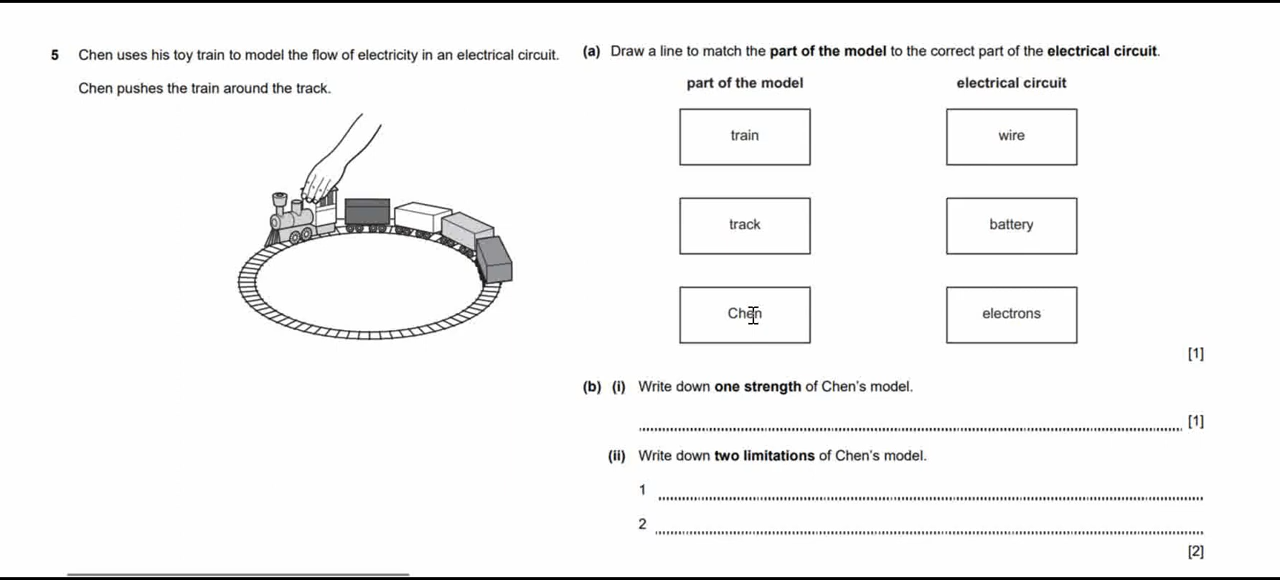 5 Chen uses his toy train to model the flow of electricity in an electrical circuit.
Chen pushes the train around the track.
(a) Draw a line to match the part of the model to the correct part of the electrical circuit.
part of the model electrical circuit
train wire
track battery
Chen electrons
[1]
(b) (i) Write down one strength of Chen's model.
[1]
(ii) Write down two limitations of Chen's model.
1
2
[2]